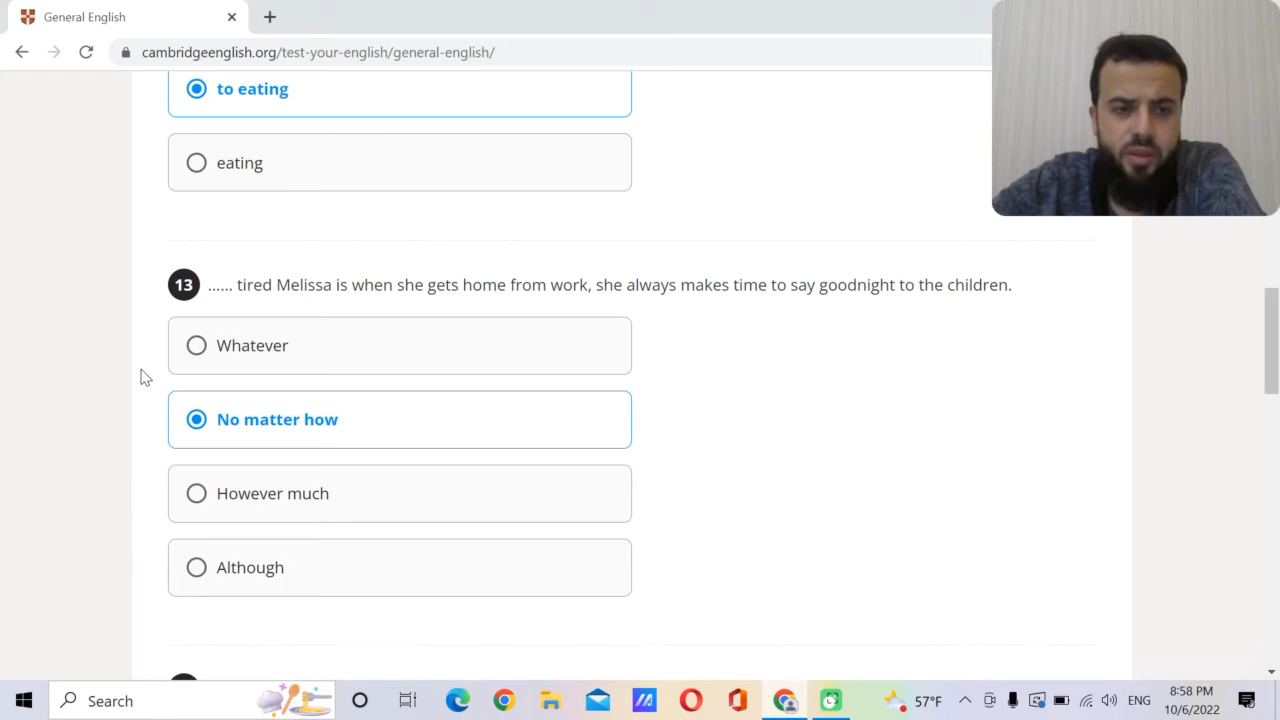 General English
cambridgeenglish.org/test-your-english/general-english/
to eating
eating
13 ...... tired Melissa is when she gets home from work, she always makes time to say goodnight to the children.
Whatever
No matter how
However much
Although
Search
57°F
ENG
8:58 PM
10/6/2022